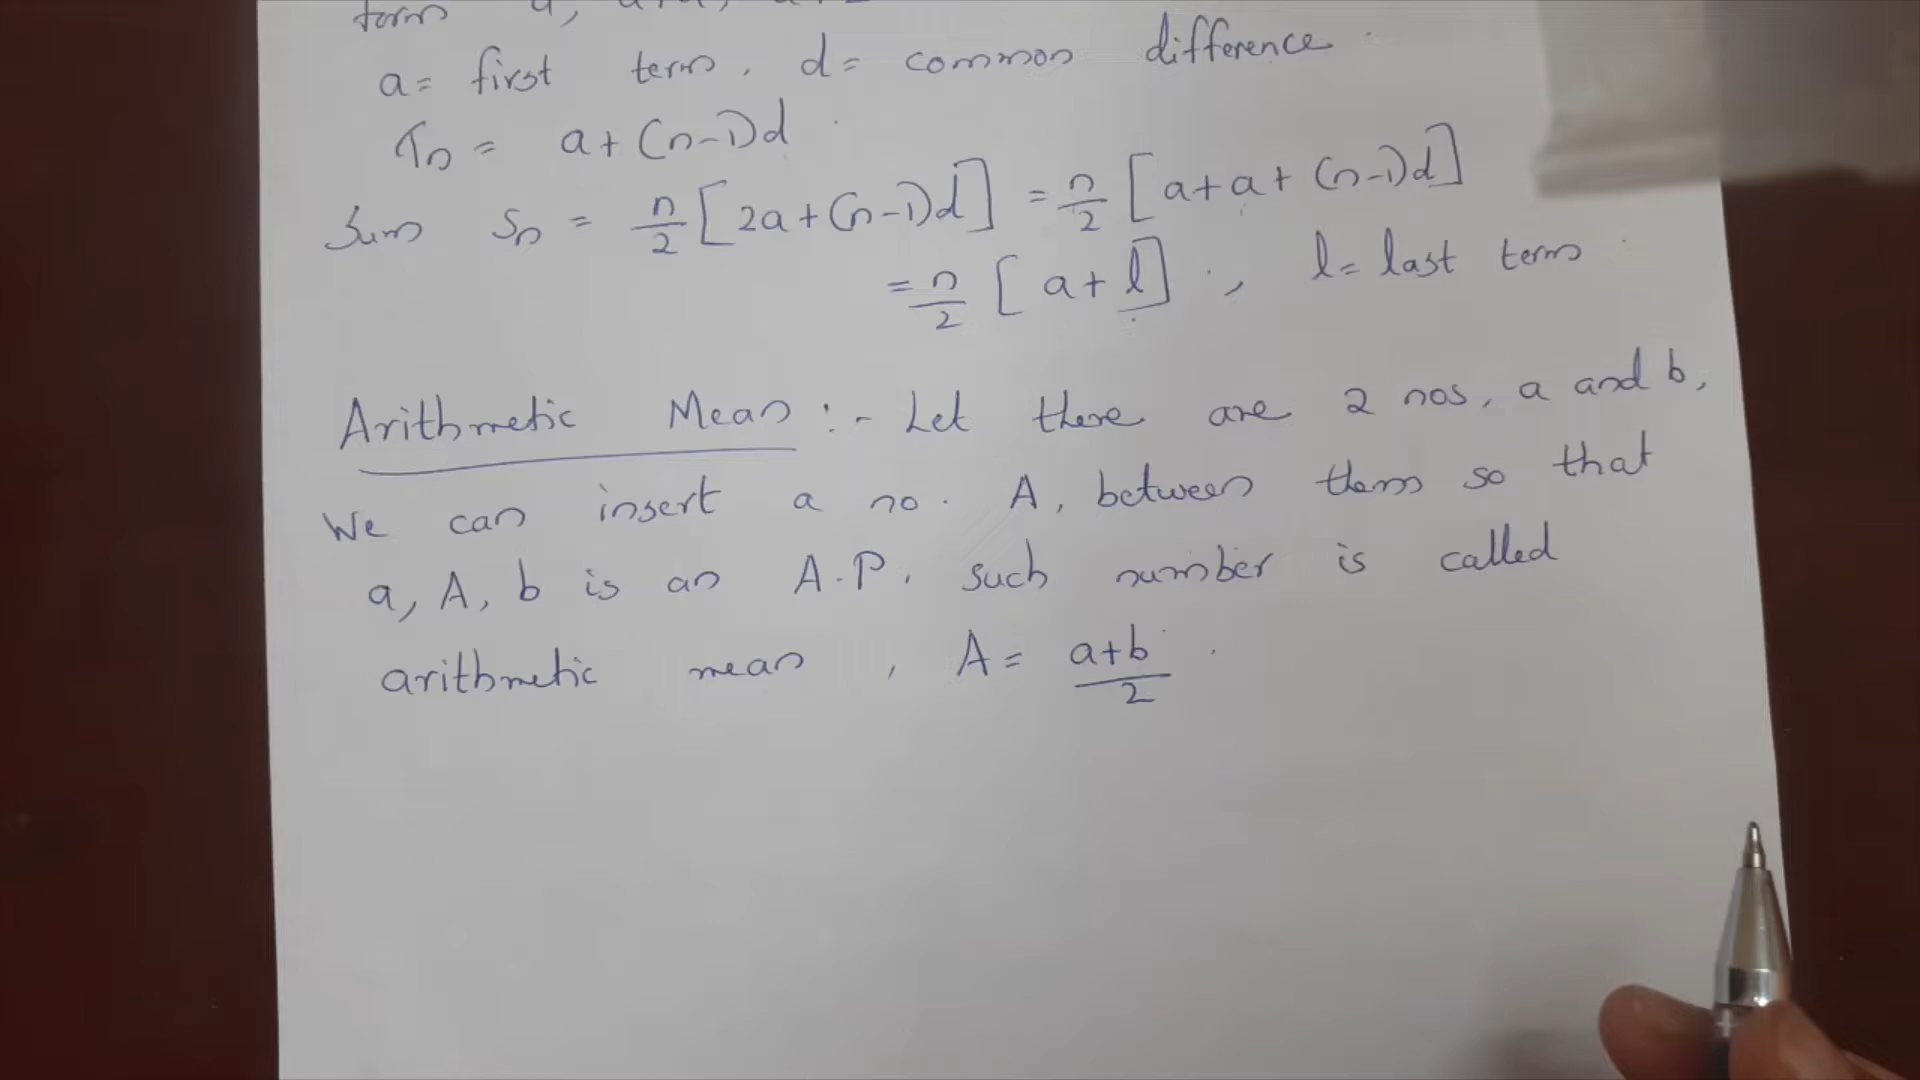 term a,
a = first term, d = common difference.
Tn = a + (n-1)d
Sum Sn = n/2 [2a + (n-1)d] = n/2 [a + a + (n-1)d]
= n/2 [a + l] , l = last term
Arithmetic Mean :- Let there are 2 nos, a and b,
We can insert a no. A, between them so that
a, A, b is an A.P. such number is called
arithmetic mean , A = a+b/2 .